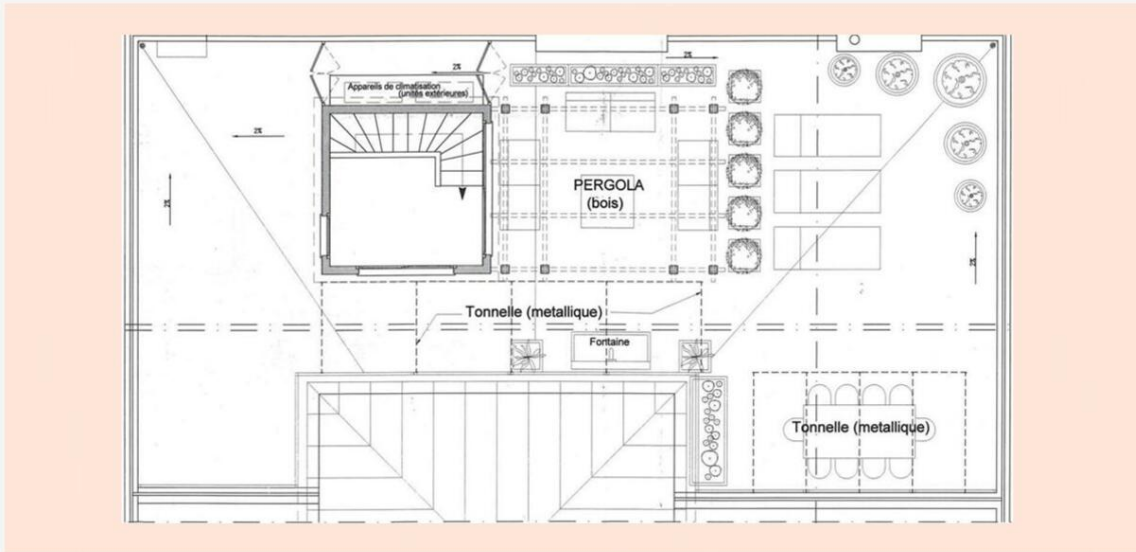 2%
2%
Appareils de climatisation
(unités extérieures)
2%
2%
PERGOLA
(bois)
2%
Tonnelle (metallique)
Fontaine
Tonnelle (metallique)